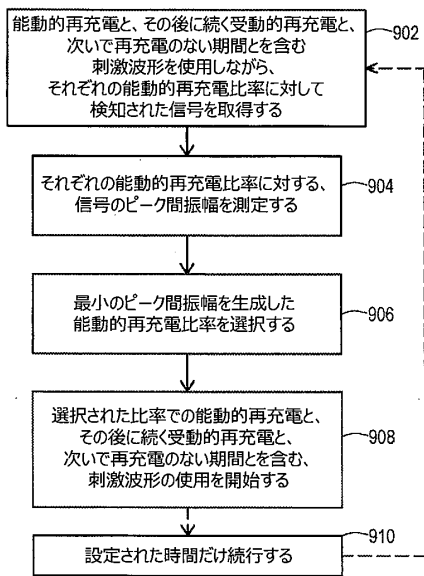 能動的再充電と、その後に続く受動的再充電と、
次いで再充電のない期間とを含む
刺激波形を使用しながら、
それぞれの能動的再充電比率に対して
検知された信号を取得する
902
それぞれの能動的再充電比率に対する、
信号のピーク間振幅を測定する
904
最小のピーク間振幅を生成した
能動的再充電比率を選択する
906
選択された比率での能動的再充電と、
その後に続く受動的再充電と、
次いで再充電のない期間とを含む、
刺激波形の使用を開始する
908
910
設定された時間だけ続行する